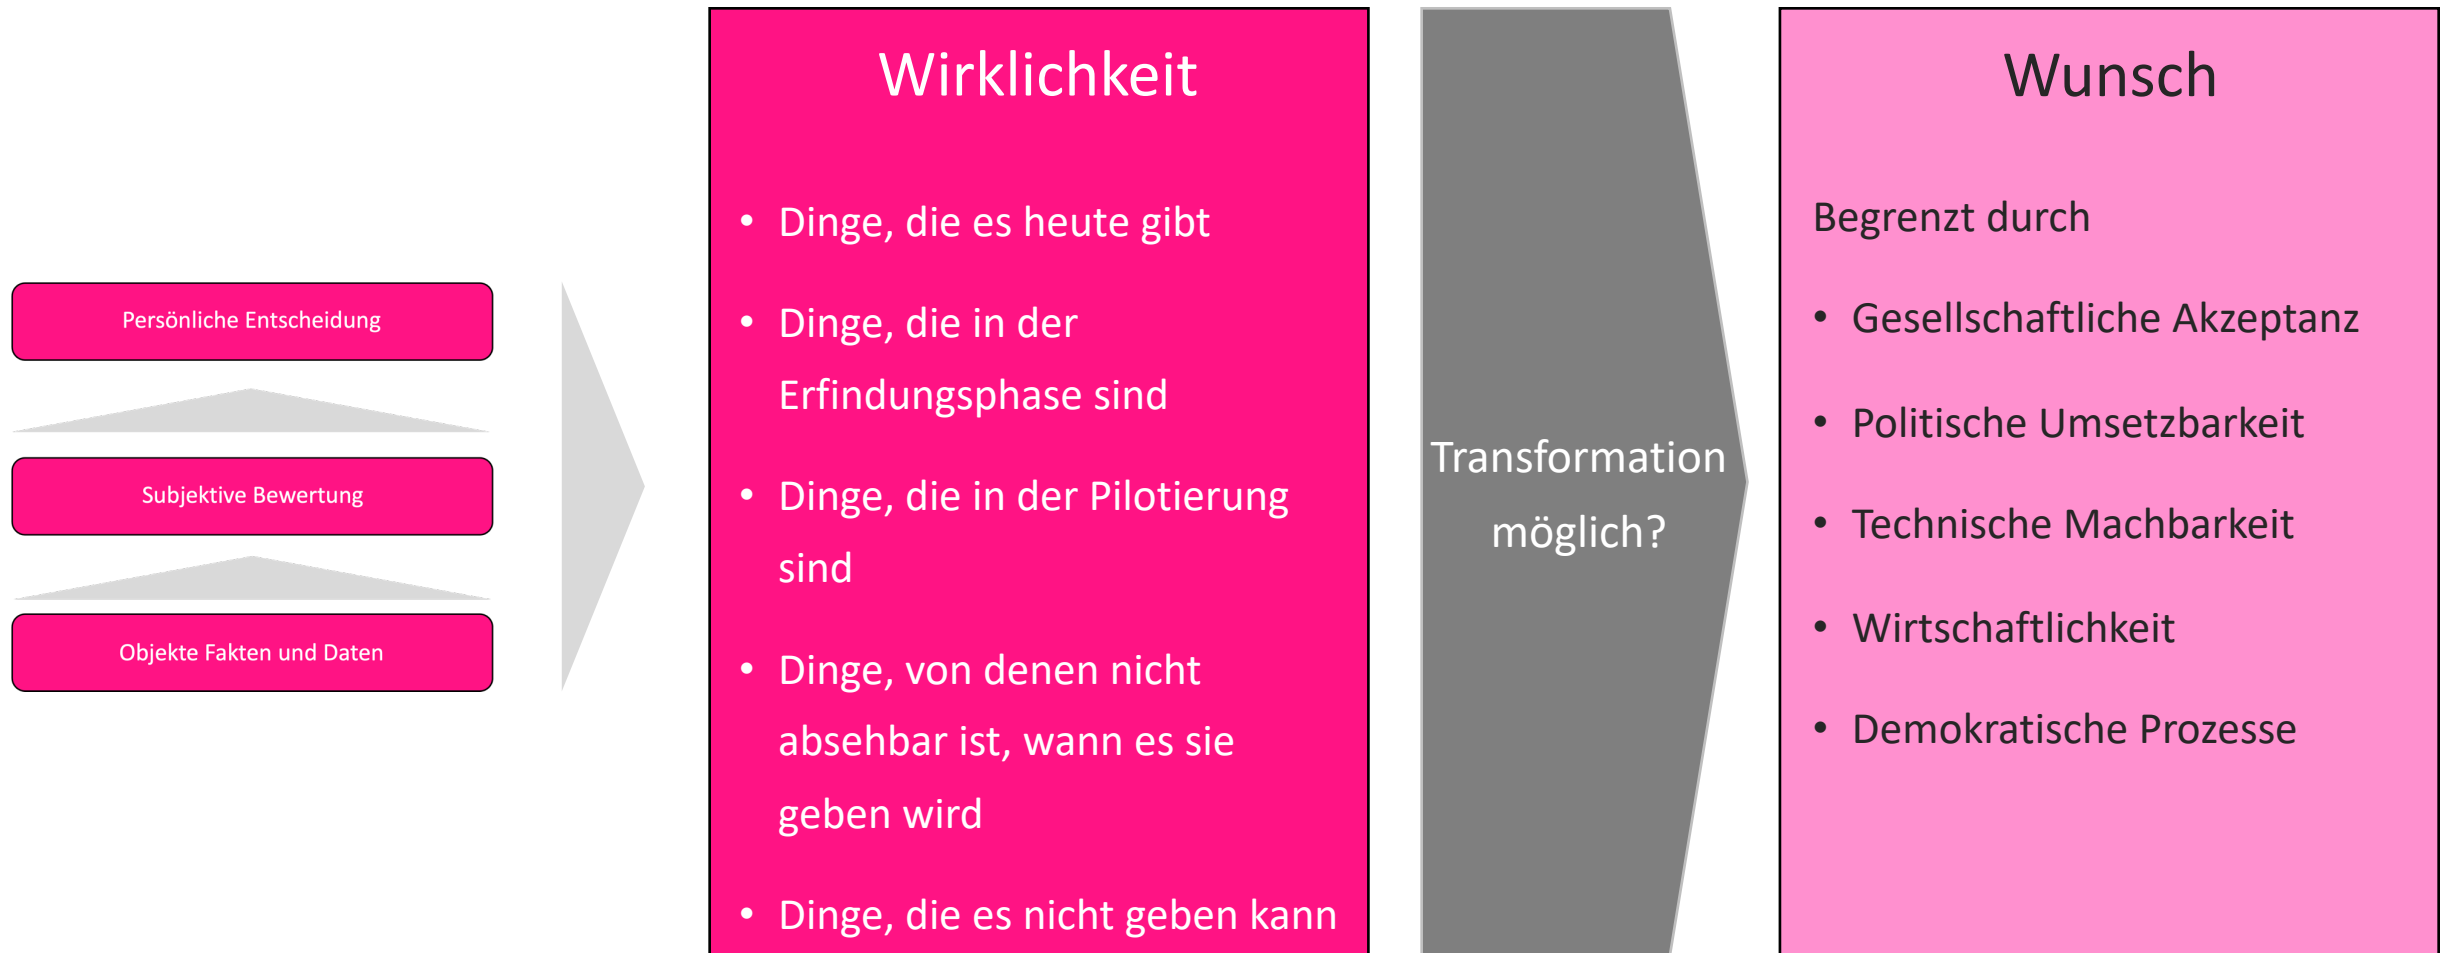 Persönliche Entscheidung
Subjektive Bewertung
Objekte Fakten und Daten
Wirklichkeit
• Dinge, die es heute gibt
• Dinge, die in der
Erfindungsphase sind
• Dinge, die in der Pilotierung
sind
• Dinge, von denen nicht
absehbar ist, wann es sie
geben wird
• Dinge, die es nicht geben kann
Transformation
möglich?
Wunsch
Begrenzt durch
• Gesellschaftliche Akzeptanz
• Politische Umsetzbarkeit
• Technische Machbarkeit
• Wirtschaftlichkeit
• Demokratische Prozesse